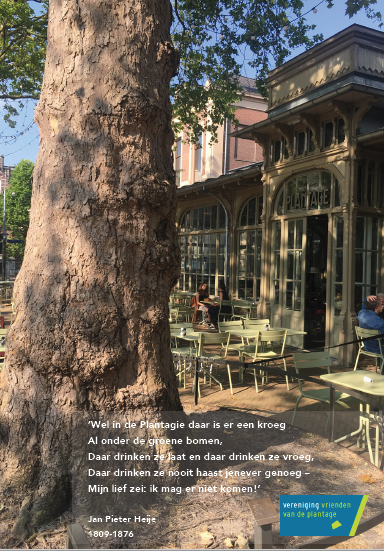 PLANTAGE
‘Wel in de Plantagie daar is er een kroeg
Al onder de groene bomen,
Daar drinken ze laat en daar drinken ze vroeg,
Daar drinken ze nooit haast jenever genoeg –
Mijn lief zei: ik mag er niet komen!’
Jan Pieter Heije
1809-1876
vereniging vrienden
van de plantage